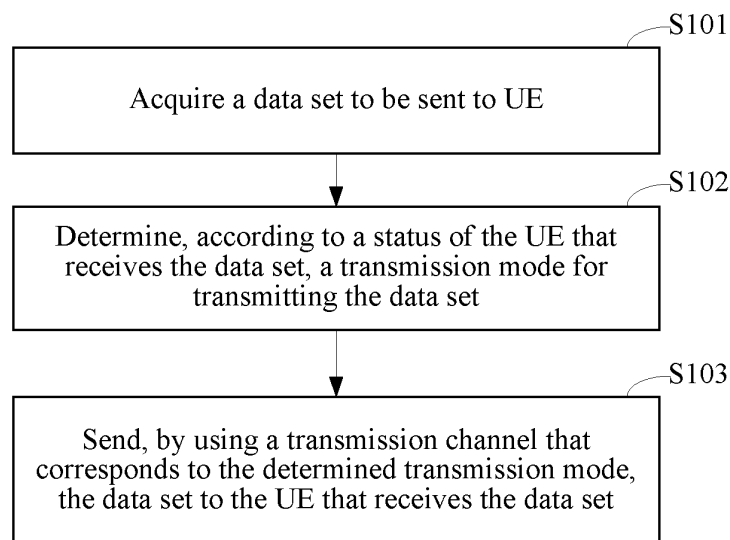 S101
Acquire a data set to be sent to UE
S102
Determine, according to a status of the UE that
receives the data set, a transmission mode for
transmitting the data set
S103
Send, by using a transmission channel that
corresponds to the determined transmission mode,
the data set to the UE that receives the data set